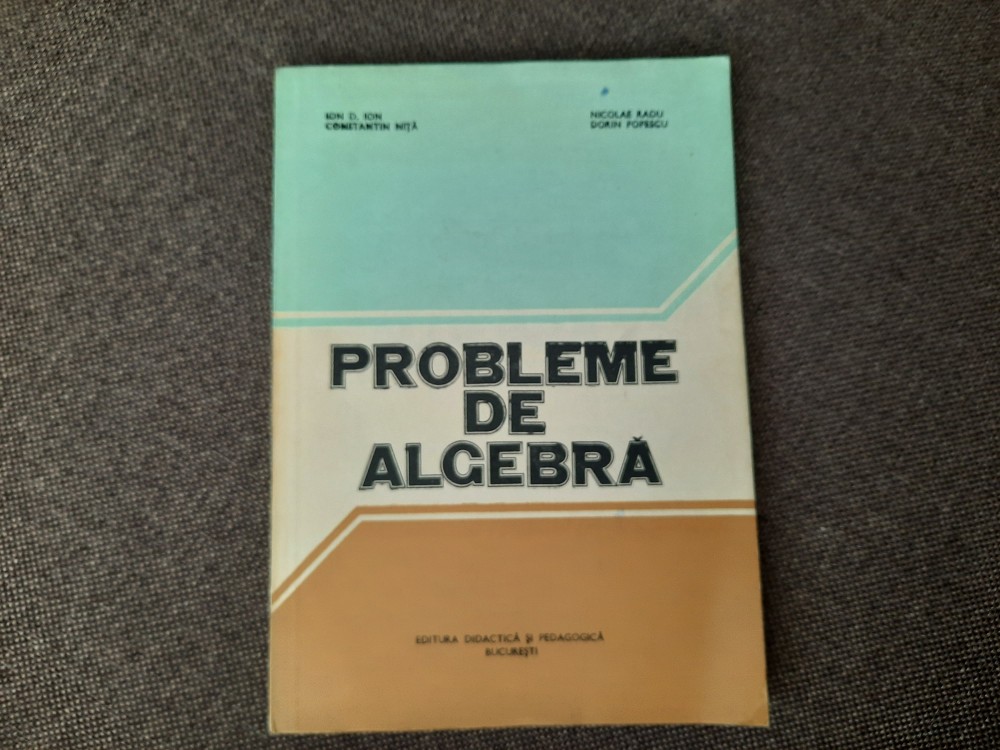 ION D. ION
CONSTANTIN NIȚĂ
NICOLAE RADU
DORIN POPESCU
PROBLEME
DE
ALGEBRĂ
EDITURA DIDACTICĂ ȘI PEDAGOGICĂ
BUCUREȘTI